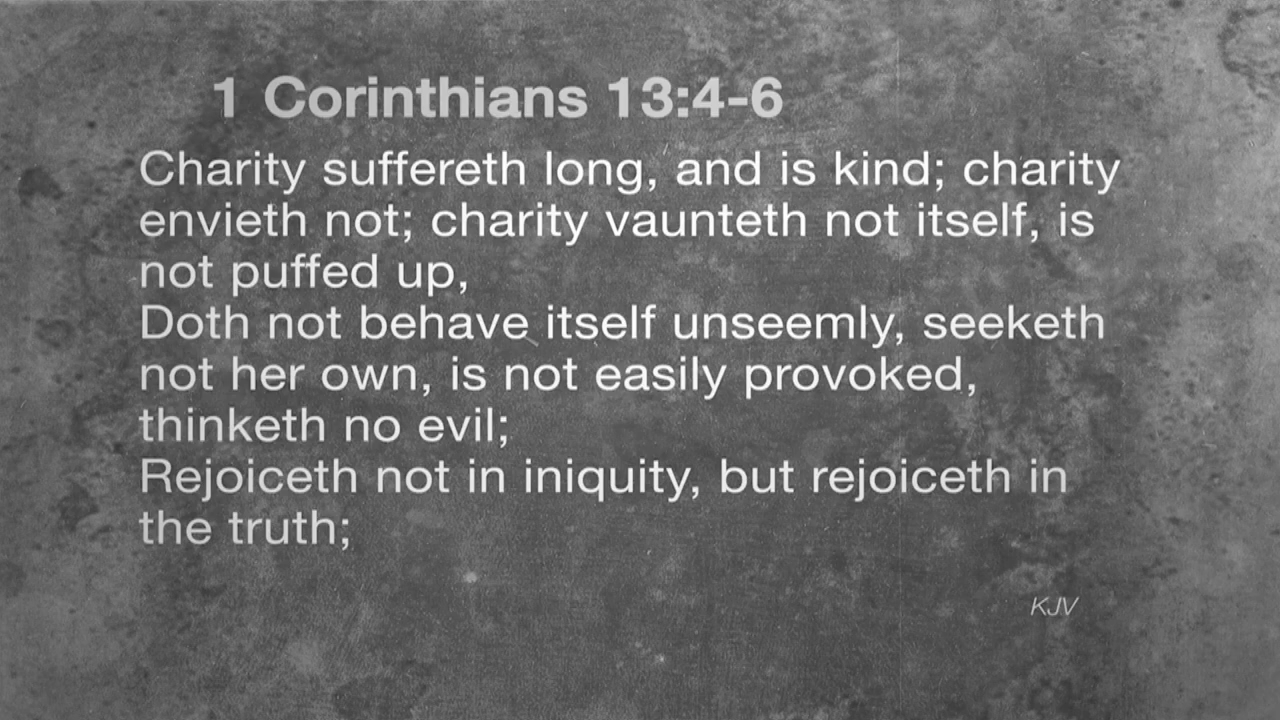 1 Corinthians 13:4-6
Charity suffereth long, and is kind; charity
envieth not; charity vaunteth not itself, is
not puffed up,
Doth not behave itself unseemly, seeketh
not her own, is not easily provoked,
thinketh no evil;
Rejoiceth not in iniquity, but rejoiceth in
the truth;
KJV